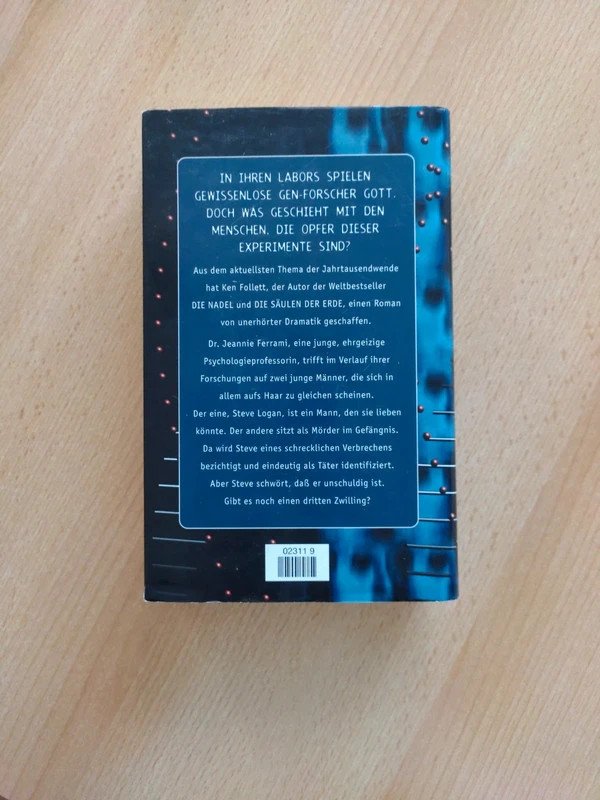 IN IHREN LABORS SPIELEN
GEWISSENLOSE GEN-FORSCHER GOTT.
DOCH WAS GESCHIEHT MIT DEN
MENSCHEN, DIE OPFER DIESER
EXPERIMENTE SIND?
Aus dem aktuellsten Thema der Jahrtausendwende
hat Ken Follett, der Autor der Weltbestseller
DIE NADEL und DIE SÄULEN DER ERDE, einen Roman
von unerhörter Dramatik geschaffen.
Dr. Jeannie Ferrami, eine junge, ehrgeizige
Psychologieprofessorin, trifft im Verlauf ihrer
Forschungen auf zwei junge Männer, die sich in
allem aufs Haar zu gleichen scheinen.
Der eine, Steve Logan, ist ein Mann, den sie lieben
könnte. Der andere sitzt als Mörder im Gefängnis.
Da wird Steve eines schrecklichen Verbrechens
bezichtigt und eindeutig als Täter identifiziert.
Aber Steve schwört, daß er unschuldig ist.
Gibt es noch einen dritten Zwilling?
02311 9